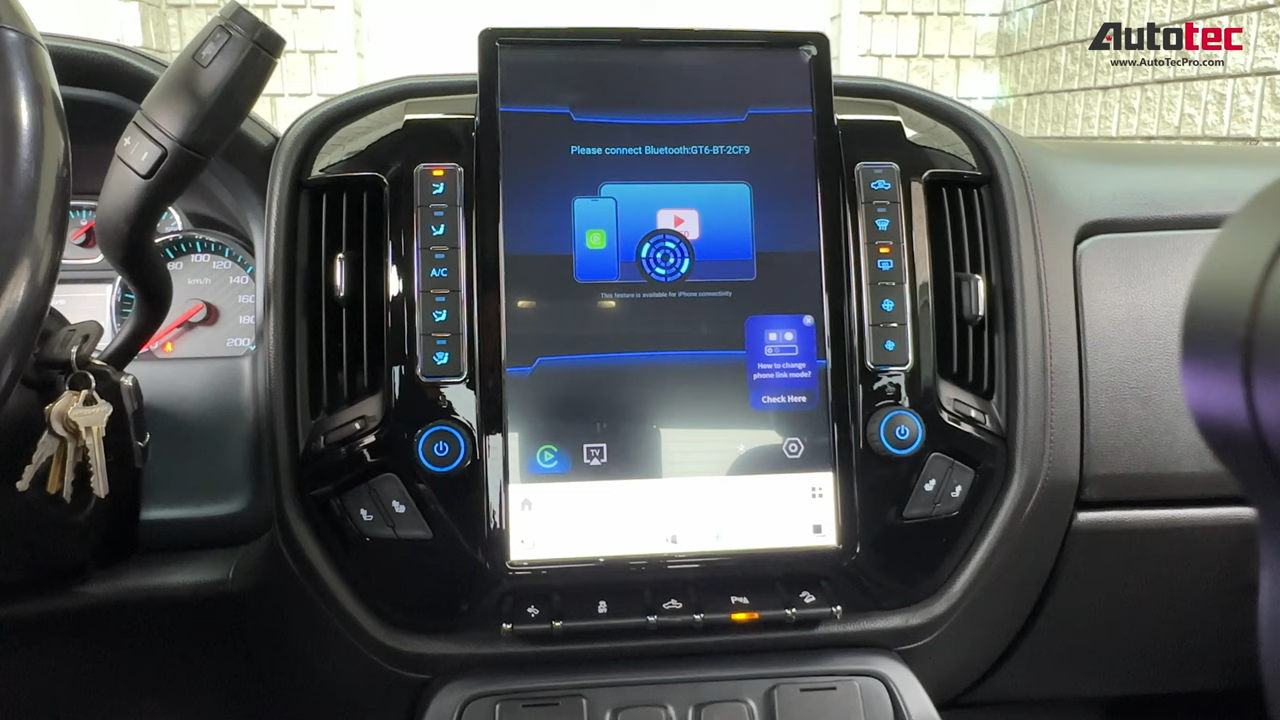 Autotec
www.AutoTecPro.com
Please connect Bluetooth:GT6-BT-2CF9
This feature is available for iPhone connectivity
How to change
phone link mode?
Check Here
TV
A/C
80 100 120 140 160 180 200
km/h